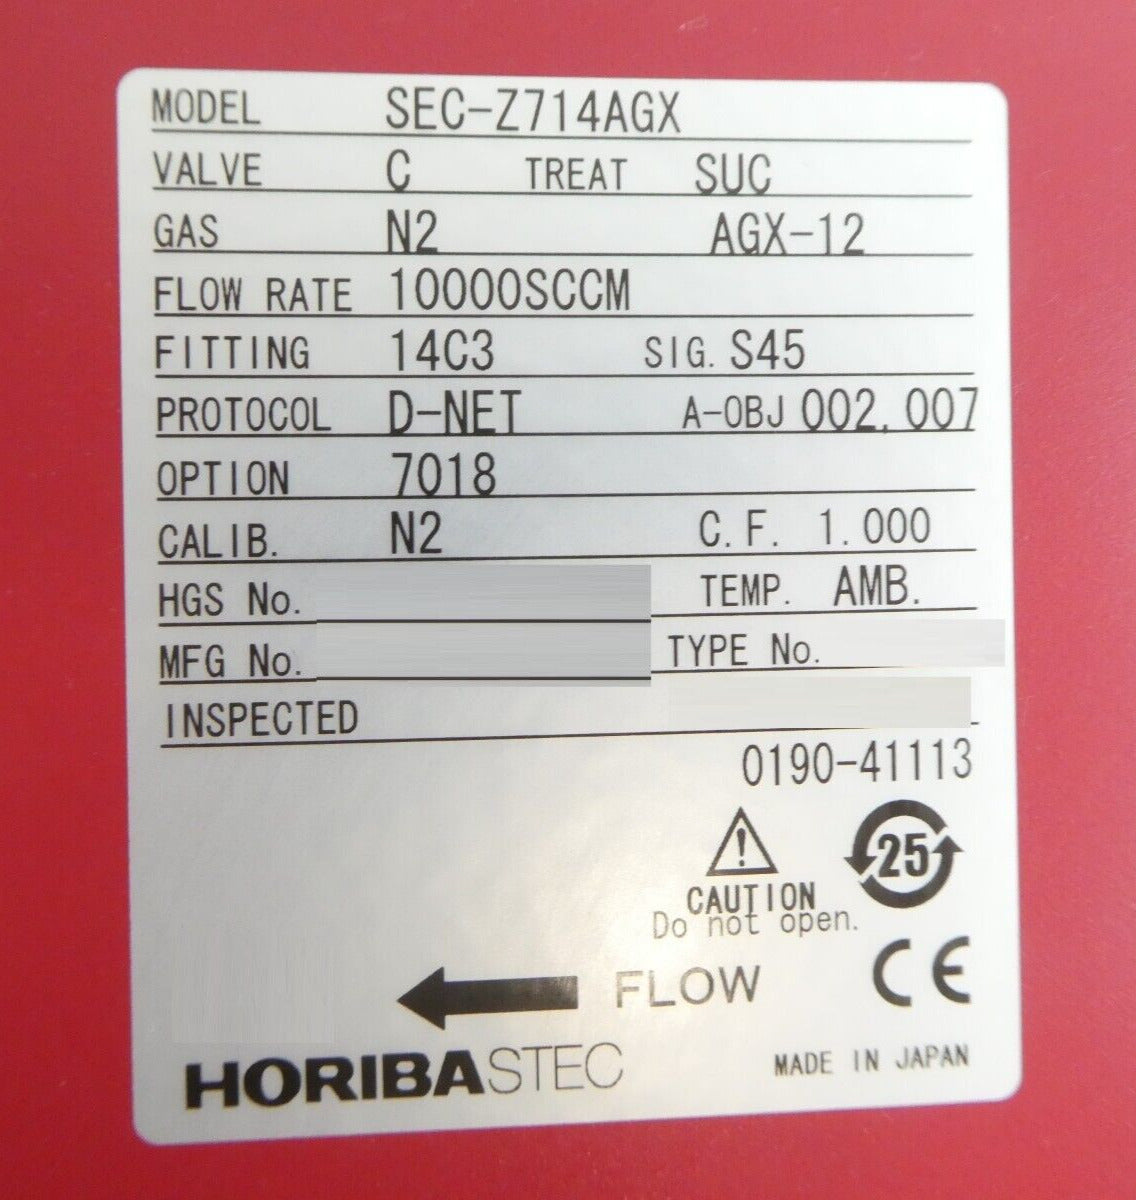 MODEL SEC-Z714AGX
VALVE C TREAT SUC
GAS N2 AGX-12
FLOW RATE 10000SCCM
FITTING 14C3 SIG. S45
PROTOCOL D-NET A-OBJ 002,007
OPTION 7018
CALIB. N2 C.F. 1.000
HGS No. TEMP. AMB.
MFG No. TYPE No.
INSPECTED
0190-41113
25
CAUTION
Do not open.
FLOW CE
HORIBASTEC MADE IN JAPAN